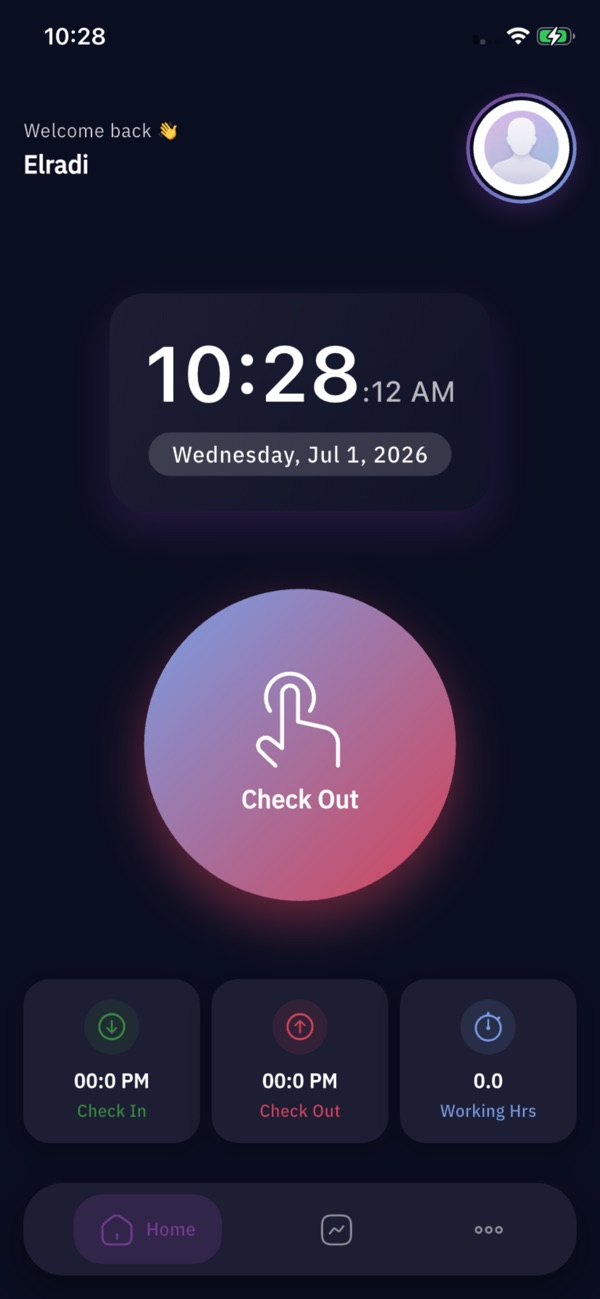 10:28
Welcome back 👋
Elradi
10:28:12 AM
Wednesday, Jul 1, 2026
Check Out
00:0 PM
Check In
00:0 PM
Check Out
0.0
Working Hrs
Home